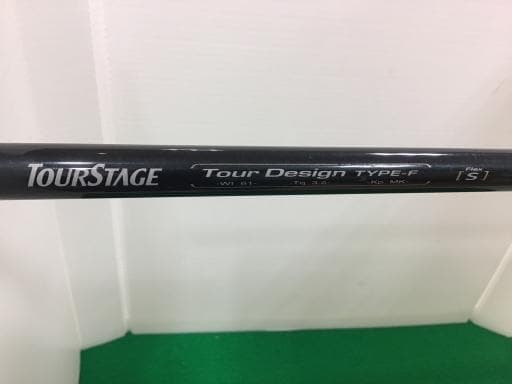 TOURSTAGE
Tour Design TYPE-F
-Wt. 61- -Tq. 3.6- -Kp. MK-
Flex
[S]